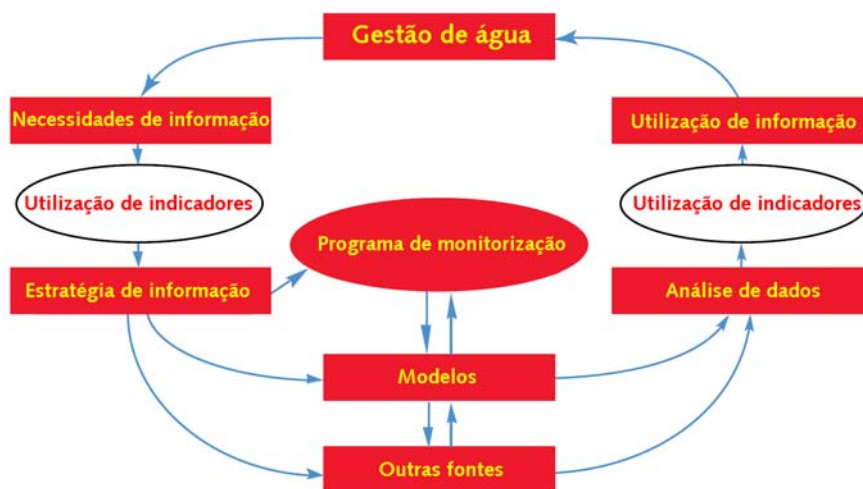 Gestão de água
Necessidades de informação
Utilização de informação
Utilização de indicadores
Utilização de indicadores
Programa de monitorização
Estratégia de informação
Análise de dados
Modelos
Outras fontes